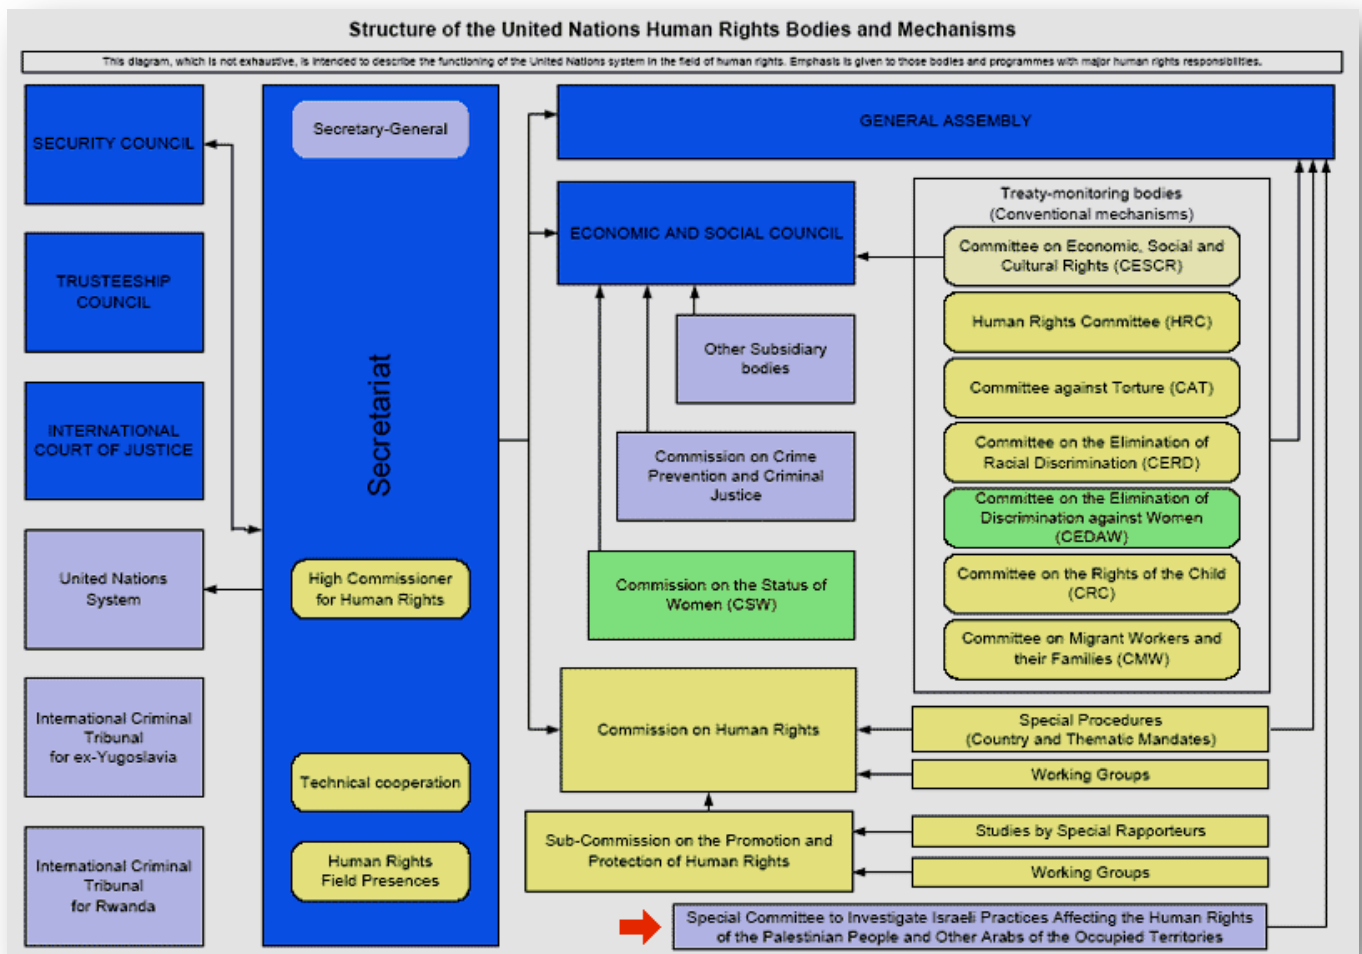 Structure of the United Nations Human Rights Bodies and Mechanisms
This diagram, which is not exhaustive, is intended to describe the functioning of the United Nations system in the field of human rights. Emphasis is given to those bodies and programmes with major human rights responsibilities.
SECURITY COUNCIL
TRUSTEESHIP
COUNCIL
INTERNATIONAL
COURT OF JUSTICE
United Nations
System
International Criminal
Tribunal
for ex-Yugoslavia
International Criminal
Tribunal
for Rwanda
Secretary-General
Secretariat
High Commissioner
for Human Rights
Technical cooperation
Human Rights
Field Presences
GENERAL ASSEMBLY
ECONOMIC AND SOCIAL COUNCIL
Other Subsidiary
bodies
Commission on Crime
Prevention and Criminal
Justice
Commission on the Status of
Women (CSW)
Commission on Human Rights
Sub-Commission on the Promotion and
Protection of Human Rights
Treaty-monitoring bodies
(Conventional mechanisms)
Committee on Economic, Social and
Cultural Rights (CESCR)
Human Rights Committee (HRC)
Committee against Torture (CAT)
Committee on the Elimination of
Racial Discrimination (CERD)
Committee on the Elimination of
Discrimination against Women
(CEDAW)
Committee on the Rights of the Child
(CRC)
Committee on Migrant Workers and
their Families (CMW)
Special Procedures
(Country and Thematic Mandates)
Working Groups
Studies by Special Rapporteurs
Working Groups
Special Committee to Investigate Israeli Practices Affecting the Human Rights
of the Palestinian People and Other Arabs of the Occupied Territories